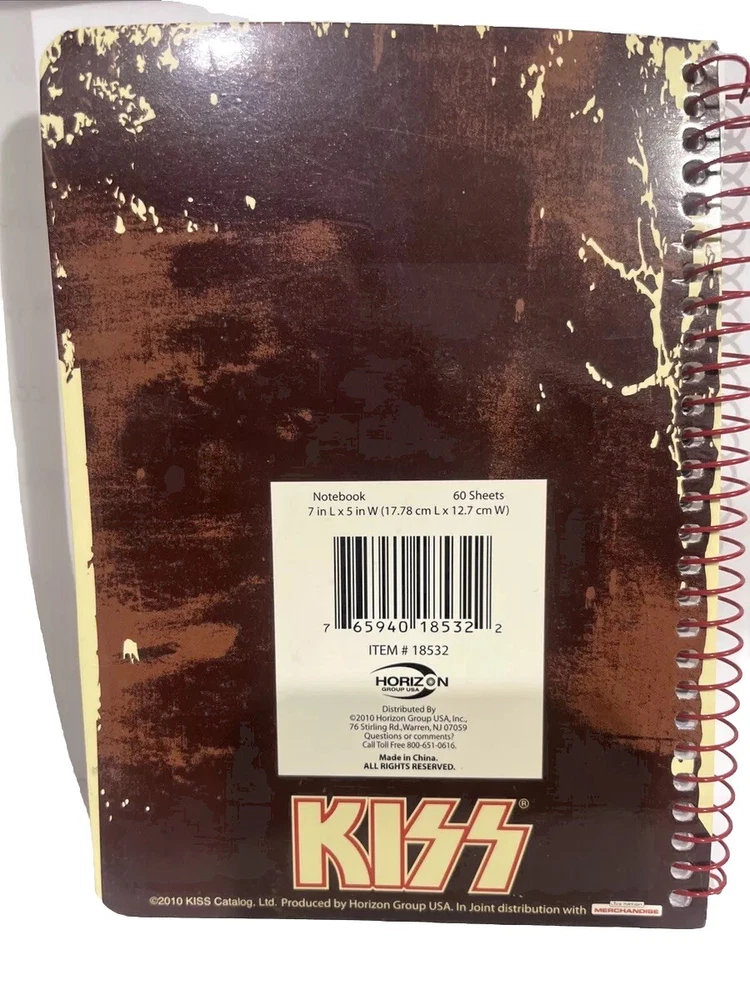 Notebook 60 Sheets
7 in L x 5 in W (17.78 cm L x 12.7 cm W)
7 65940 18532 2
ITEM # 18532
HORIZON
GROUP USA
Distributed By
©2010 Horizon Group USA, Inc.,
76 Stirling Rd.,Warren, NJ 07059
Questions or comments?
Call Toll Free 800-651-0616.
Made in China.
ALL RIGHTS RESERVED.
KISS®
©2010 KISS Catalog, Ltd. Produced by Horizon Group USA. In Joint distribution with
LIVE NATION
MERCHANDISE